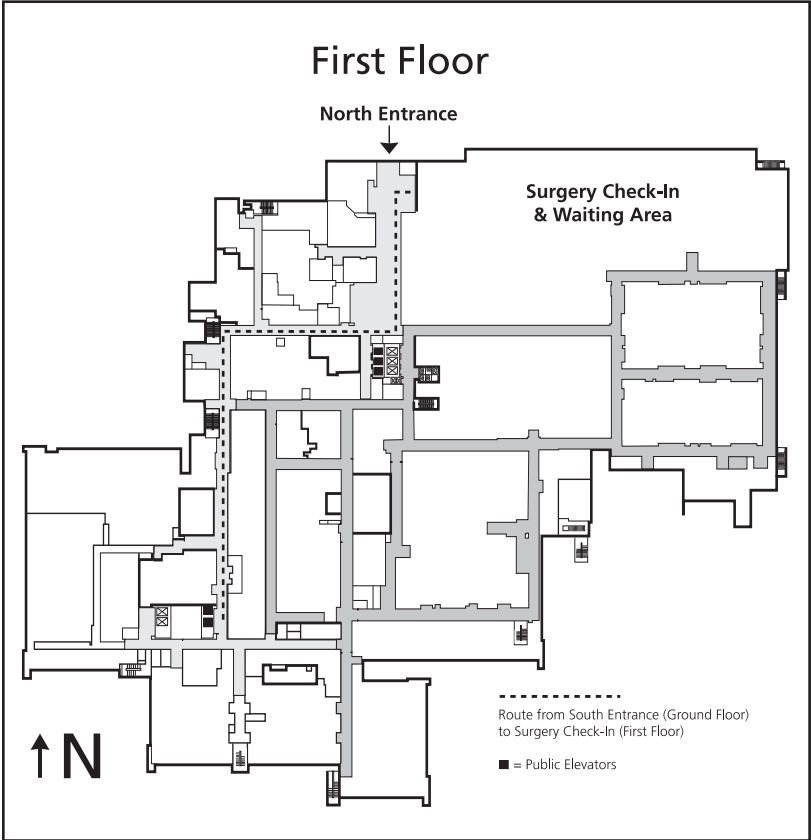 First Floor
North Entrance
Surgery Check-In
& Waiting Area
Route from South Entrance (Ground Floor)
to Surgery Check-In (First Floor)
N
■ = Public Elevators